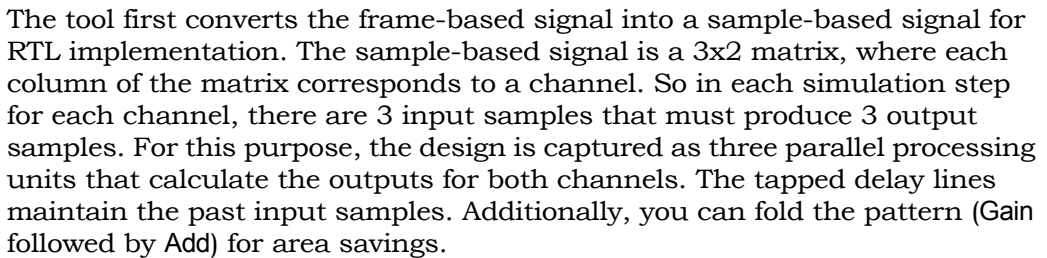 The tool first converts the frame-based signal into a sample-based signal for
RTL implementation. The sample-based signal is a 3x2 matrix, where each
column of the matrix corresponds to a channel. So in each simulation step
for each channel, there are 3 input samples that must produce 3 output
samples. For this purpose, the design is captured as three parallel processing
units that calculate the outputs for both channels. The tapped delay lines
maintain the past input samples. Additionally, you can fold the pattern (Gain
followed by Add) for area savings.